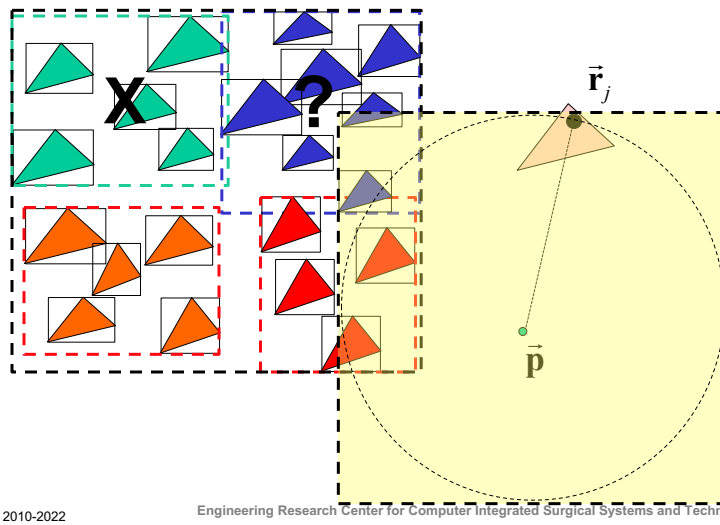 X
?
r⃗ⱼ
p⃗
2010-2022
Engineering Research Center for Computer Integrated Surgical Systems and Techn